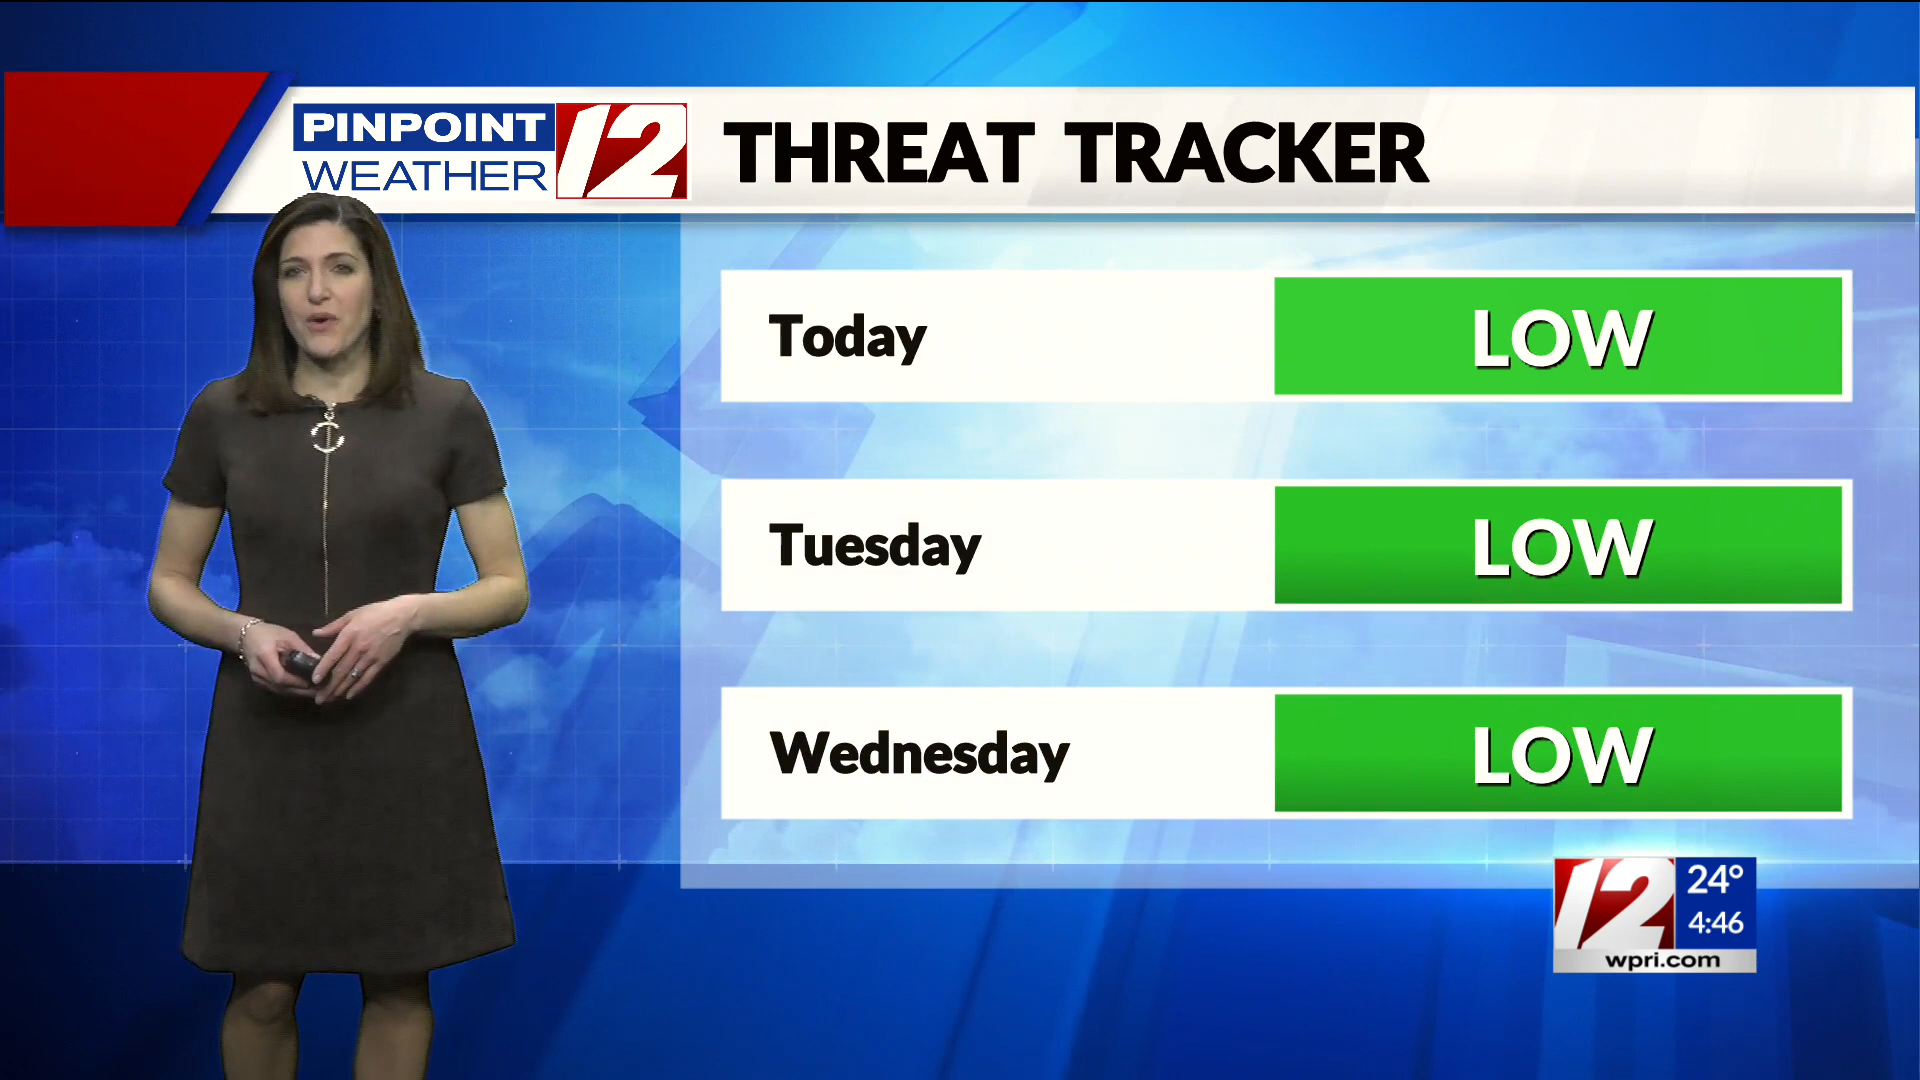 PINPOINT
WEATHER
12
THREAT TRACKER
Today
LOW
Tuesday
LOW
Wednesday
LOW
12
24°
4:46
wpri.com